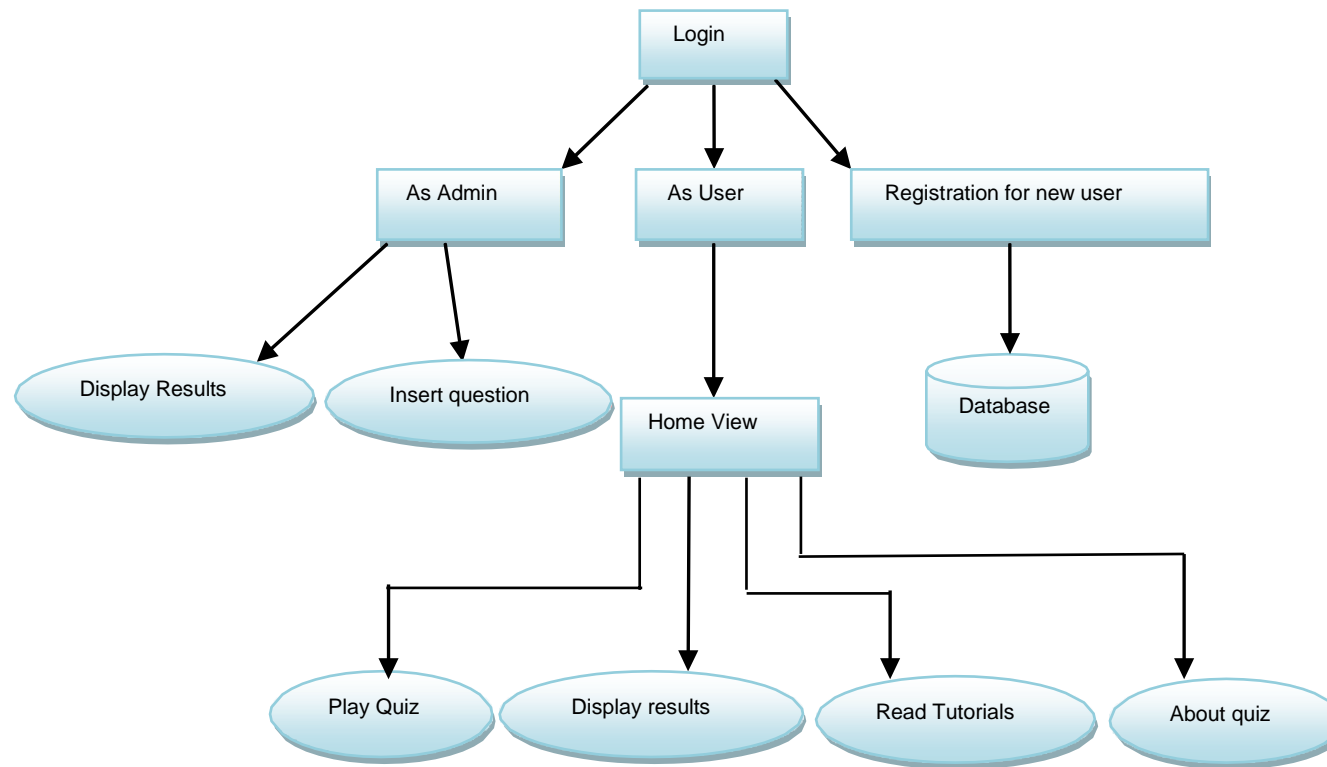 Login
As Admin
As User
Registration for new user
Display Results
Insert question
Home View
Database
Play Quiz
Display results
Read Tutorials
About quiz